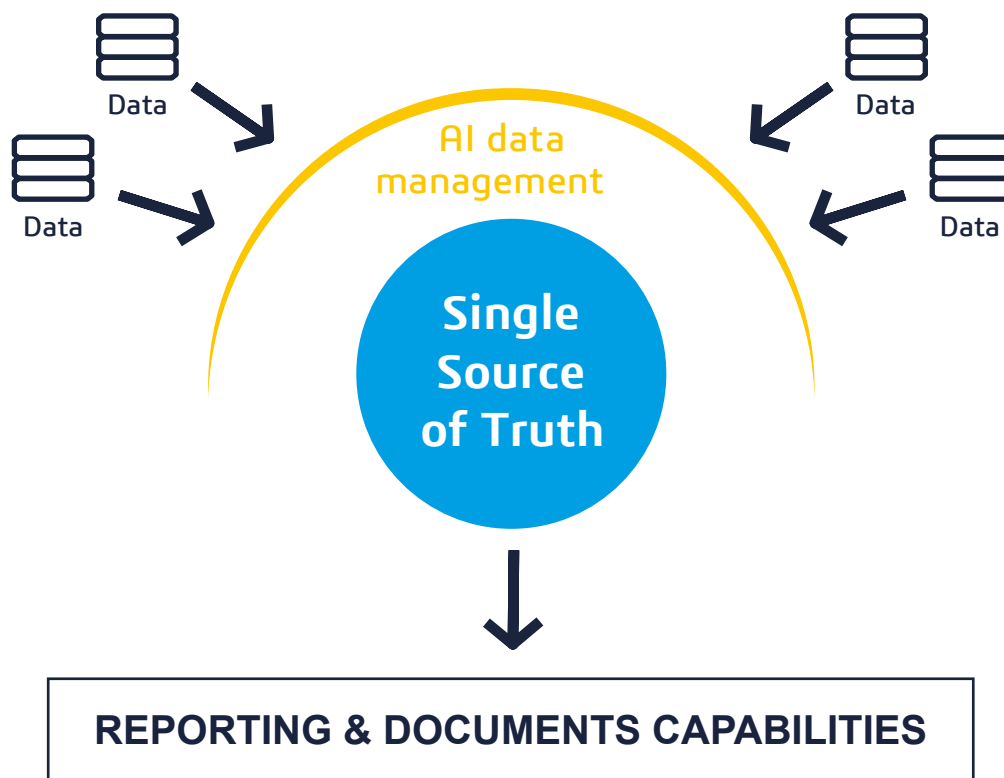 Data
Data
Data
Data
AI data
management
Single
Source
of Truth
REPORTING & DOCUMENTS CAPABILITIES